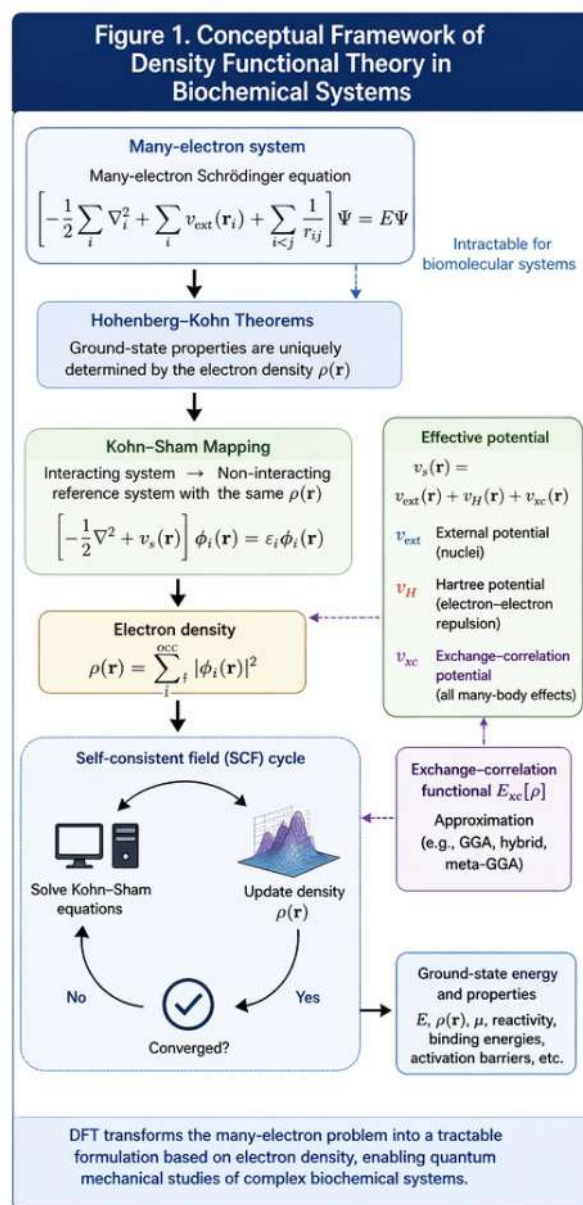 Figure 1. Conceptual Framework of
Density Functional Theory in
Biochemical Systems
Many-electron system
Many-electron Schrödinger equation
[−1/2 ∑_i ∇_i^2 + ∑_i v_ext(r_i) + ∑_{i<j} 1/r_ij] Ψ = EΨ
Intractable for
biomolecular systems
Hohenberg–Kohn Theorems
Ground-state properties are uniquely
determined by the electron density ρ(r)
Kohn–Sham Mapping
Interacting system → Non-interacting
reference system with the same ρ(r)
[−1/2 ∇^2 + v_s(r)] ϕ_i(r) = ε_i ϕ_i(r)
Effective potential
v_s(r) =
v_ext(r) + v_H(r) + v_xc(r)
v_ext External potential
(nuclei)
v_H Hartree potential
(electron–electron
repulsion)
v_xc Exchange–correlation
potential
(all many-body effects)
Electron density
ρ(r) = ∑_i^occ |ϕ_i(r)|^2
Self-consistent field (SCF) cycle
Solve Kohn–Sham
equations
Update density
ρ(r)
No
Yes
Converged?
Exchange–correlation
functional E_xc[ρ]
Approximation
(e.g., GGA, hybrid,
meta-GGA)
Ground-state energy
and properties
E, ρ(r), μ, reactivity,
binding energies,
activation barriers, etc.
DFT transforms the many-electron problem into a tractable
formulation based on electron density, enabling quantum
mechanical studies of complex biochemical systems.